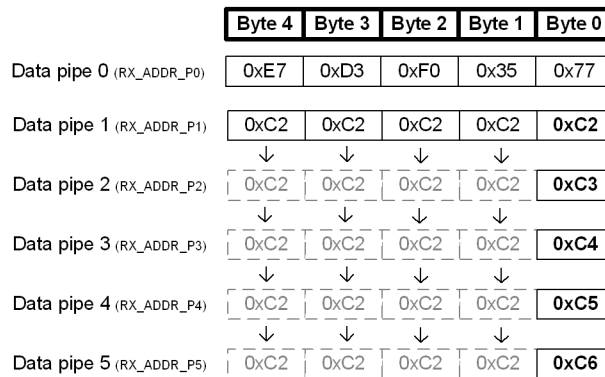 Byte 4 Byte 3 Byte 2 Byte 1 Byte 0
Data pipe 0 (RX_ADDR_P0) 0xE7 0xD3 0xF0 0x35 0x77
Data pipe 1 (RX_ADDR_P1) 0xC2 0xC2 0xC2 0xC2 0xC2
Data pipe 2 (RX_ADDR_P2) 0xC2 0xC2 0xC2 0xC2 0xC3
Data pipe 3 (RX_ADDR_P3) 0xC2 0xC2 0xC2 0xC2 0xC4
Data pipe 4 (RX_ADDR_P4) 0xC2 0xC2 0xC2 0xC2 0xC5
Data pipe 5 (RX_ADDR_P5) 0xC2 0xC2 0xC2 0xC2 0xC6